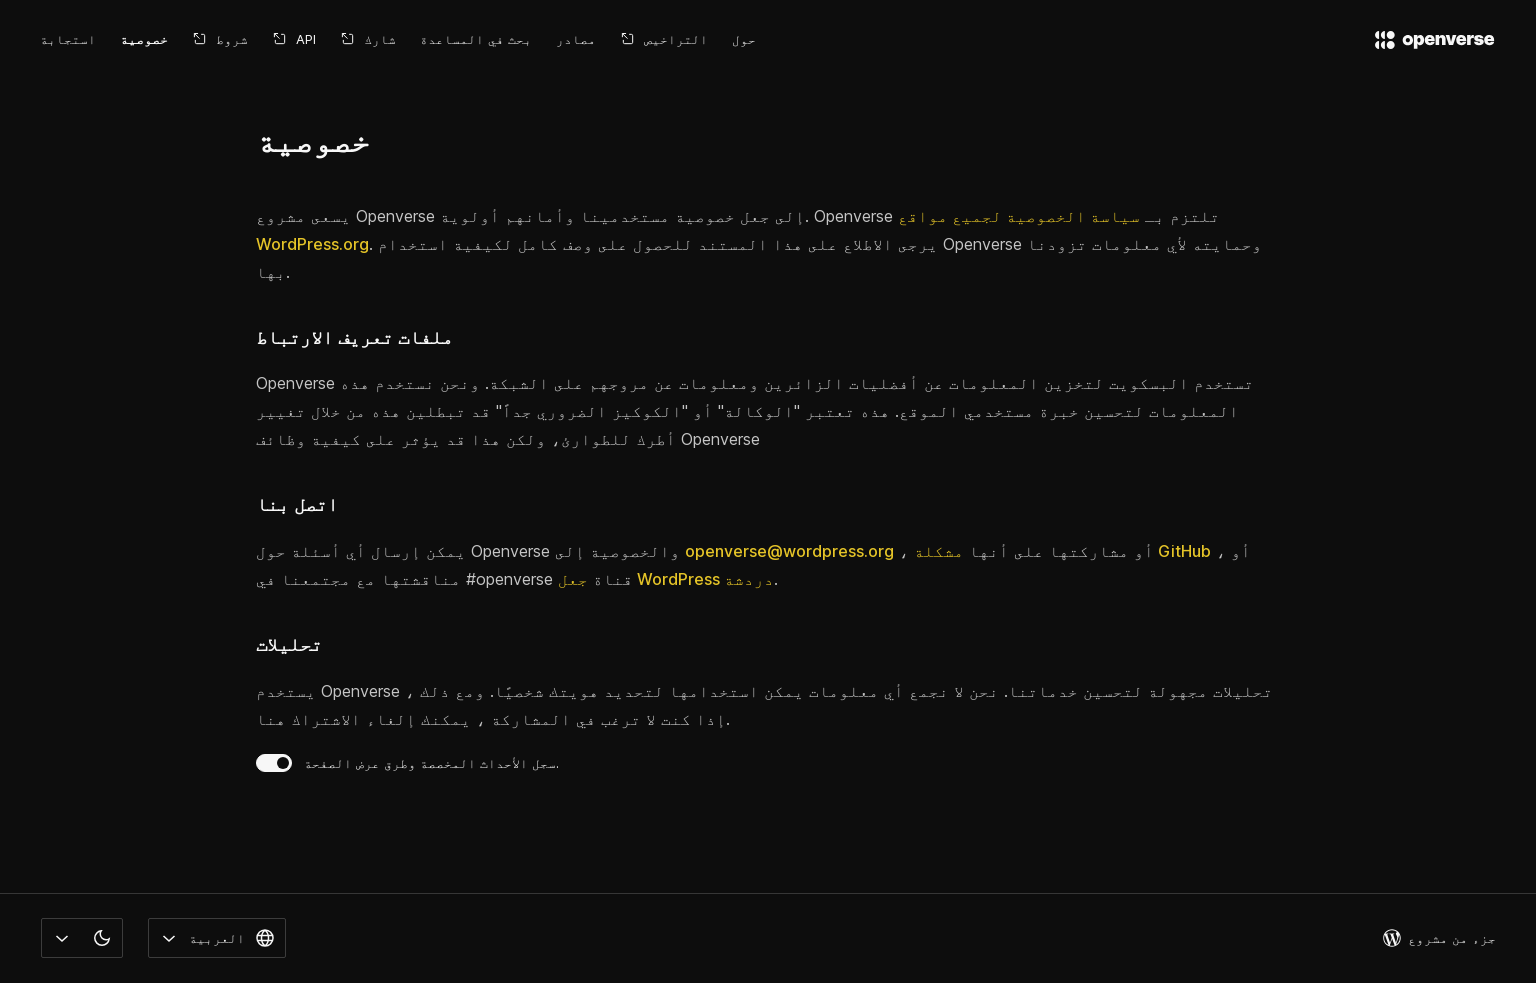 openverse
حول
التراخيص
مصادر
بحث في المساعدة
شارك
API
شروط
خصوصية
استجابة
خصوصية
يسعى مشروع Openverse إلى جعل خصوصية مستخدمينا وأمانهم أولوية. Openverse تلتزم بـ سياسة الخصوصية لجميع مواقع
WordPress.org. يرجى الاطلاع على هذا المستند للحصول على وصف كامل لكيفية استخدام Openverse وحمايته لأي معلومات تزودنا
بها.
ملفات تعريف الارتباط
Openverse تستخدم البسكويت لتخزين المعلومات عن أفضليات الزائرين ومعلومات عن مروجهم على الشبكة. ونحن نستخدم هذه
المعلومات لتحسين خبرة مستخدمي الموقع. هذه تعتبر "الوكالة" أو "الكوكيز الضروري جداً" قد تبطلين هذه من خلال تغيير
أطرك للطوارئ، ولكن هذا قد يؤثر على كيفية وظائف Openverse
اتصل بنا
يمكن إرسال أي أسئلة حول Openverse والخصوصية إلى openverse@wordpress.org ، أو مشاركتها على أنها مشكلة GitHub ، أو
مناقشتها مع مجتمعنا في #openverse قناة جعل WordPress دردشة.
تحليلات
يستخدم Openverse تحليلات مجهولة لتحسين خدماتنا. نحن لا نجمع أي معلومات يمكن استخدامها لتحديد هويتك شخصيًا. ومع ذلك ،
إذا كنت لا ترغب في المشاركة ، يمكنك إلغاء الاشتراك هنا.
سجل الأحداث المخصصة وطرق عرض الصفحة.
جزء من مشروع
العربية